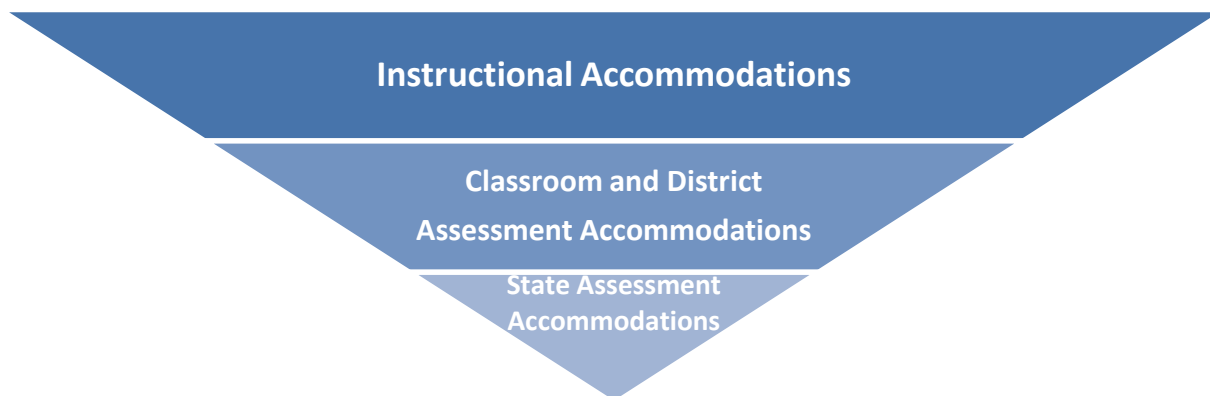 Instructional Accommodations
Classroom and District
Assessment Accommodations
State Assessment
Accommodations